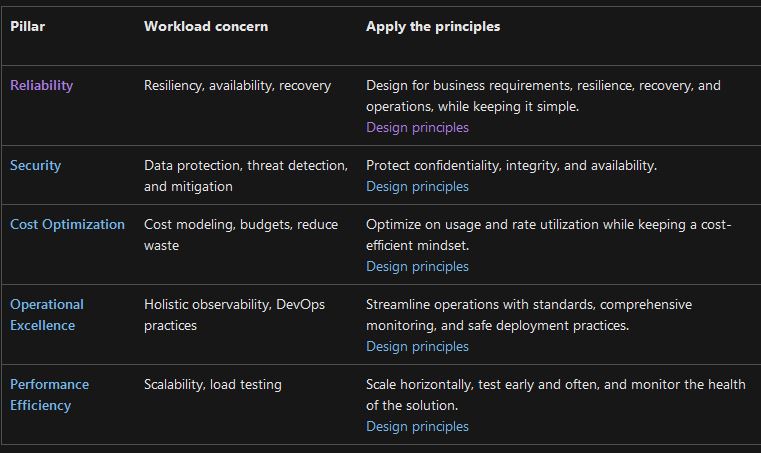 Pillar Workload concern Apply the principles
Reliability Resiliency, availability, recovery Design for business requirements, resilience, recovery, and
operations, while keeping it simple.
Design principles
Security Data protection, threat detection, Protect confidentiality, integrity, and availability.
and mitigation Design principles
Cost Optimization Cost modeling, budgets, reduce Optimize on usage and rate utilization while keeping a cost-
waste efficient mindset.
Design principles
Operational Holistic observability, DevOps Streamline operations with standards, comprehensive
Excellence practices monitoring, and safe deployment practices.
Design principles
Performance Scalability, load testing Scale horizontally, test early and often, and monitor the health
Efficiency of the solution.
Design principles